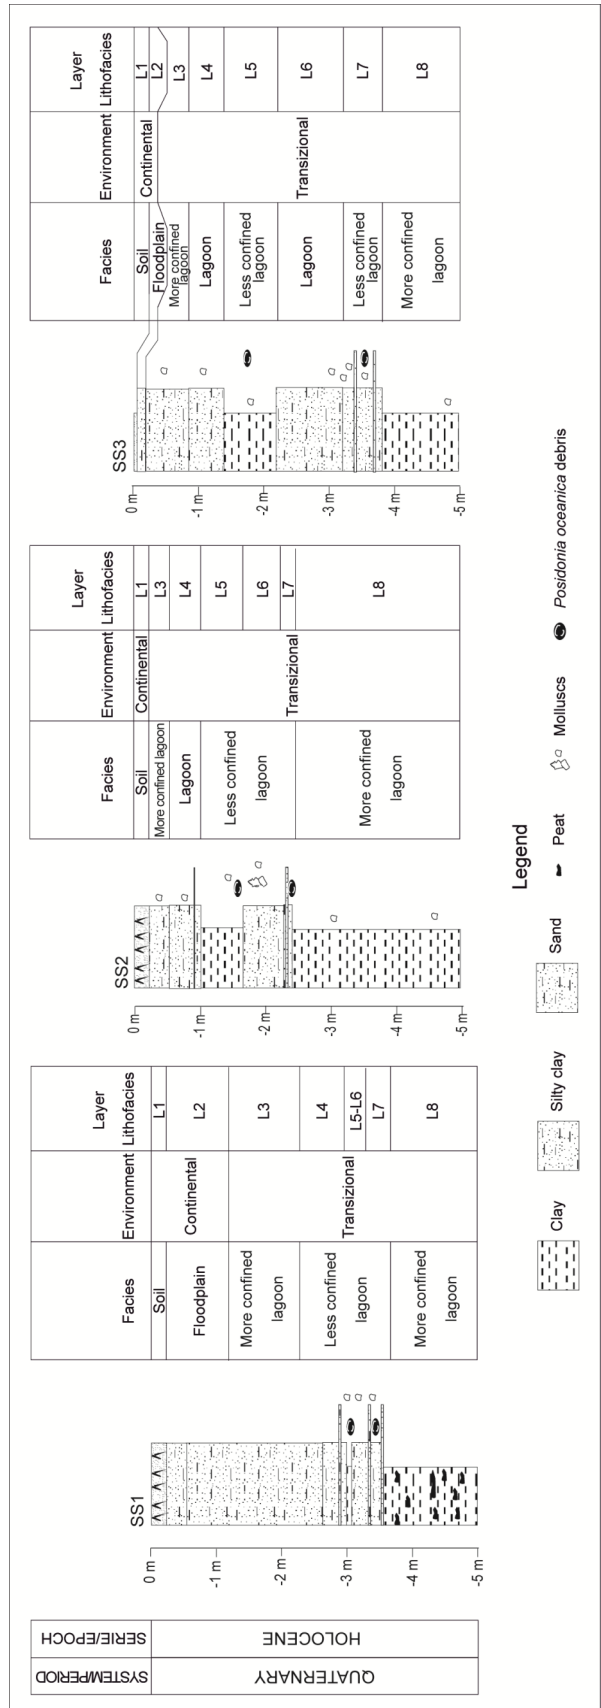 SYSTEM/PERIOD
SERIE/EPOCH
QUATERNARY
HOLOCENE
SS1
0 m
-1 m
-2 m
-3 m
-4 m
-5 m
Facies
Environment
Layer
Lithofacies
Soil
Floodplain
More confined
lagoon
Less confined
lagoon
More confined
lagoon
Continental
Transizional
L1
L2
L3
L4
L5-L6
L7
L8
SS2
0 m
-1 m
-2 m
-3 m
-4 m
-5 m
Facies
Environment
Layer
Lithofacies
Soil
More confined lagoon
Lagoon
Less confined
lagoon
More confined
lagoon
Continental
Transizional
L1
L3
L4
L5
L6
L7
L8
SS3
0 m
-1 m
-2 m
-3 m
-4 m
-5 m
Facies
Environment
Layer
Lithofacies
Soil
Floodplain
More confined
lagoon
Lagoon
Less confined
lagoon
Lagoon
Less confined
lagoon
More confined
lagoon
Continental
Transizional
L1
L2
L3
L4
L5
L6
L7
L8
Legend
Clay
Silty clay
Sand
Peat
Molluscs
Posidonia oceanica debris